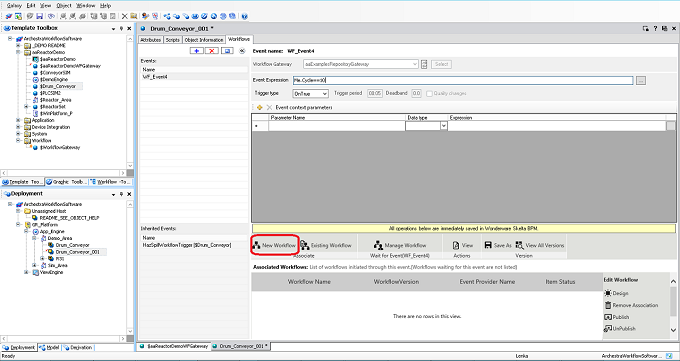 Galaxy Edit View Object Window Help
Template Toolbox
ArchestraWorkflowSoftware
_DEMO README
aaReactorDemo
$aaReactorDemo
$aaReactorDemoWFGateway
$ConveyorSIM
$DemoEngine
$Drum_Conveyor
$PLCSIM2
$Reactor_Area
$ReactorSet
$WinPlatform_P
Application
Device Integration
System
Workflow
$WorkflowGateway
Template Too...
Graphic Toolb...
Workflow -Too...
Deployment
ArchestraWorkflowSoftware
Unassigned Host
README_SEE_OBJECT_HELP
GR_Platform
App_Engine
Demo_Area
Drum_Conveyor
Drum_Conveyor_001
R31
Sim_Area
ViewEngine
Deployment
Model
Derivation
Drum_Conveyor_001 *
Attributes
Scripts
Object Information
Workflows
Events:
Name
WF_Event4
Inherited Events:
Name
HazSpillWorkflowTrigger [$Drum_Conveyor]
Event name: WF_Event4
Workflow Gateway
aaExamplesRepositoryGateway
Select
Event Expression
Me.Cycle==10
...
Trigger type
OnTrue
Trigger period
00:05
Deadband
0.0
Quality changes
Event context parameters
Parameter Name
Data type
Expression
All operations below are immediately saved in Wonderware Skelta BPM.
New Workflow
Existing Workflow
Manage Workflow
View
Save As
View All Versions
Associate
Wait for Event(WF_Event4)
Actions
Version
Associated Workflows: List of workflows initiated through this event.(Workflows waiting for this event are not listed)
Workflow Name
WorkflowVersion
Event Provider Name
Item Status
There are no rows in this view.
Edit Workflow
Design
Remove Association
Publish
UnPublish
$aaReactorDemoWFGateway
Drum_Conveyor_001 *
Ready
Lonka
ArchestraWorkflowSoftwar...